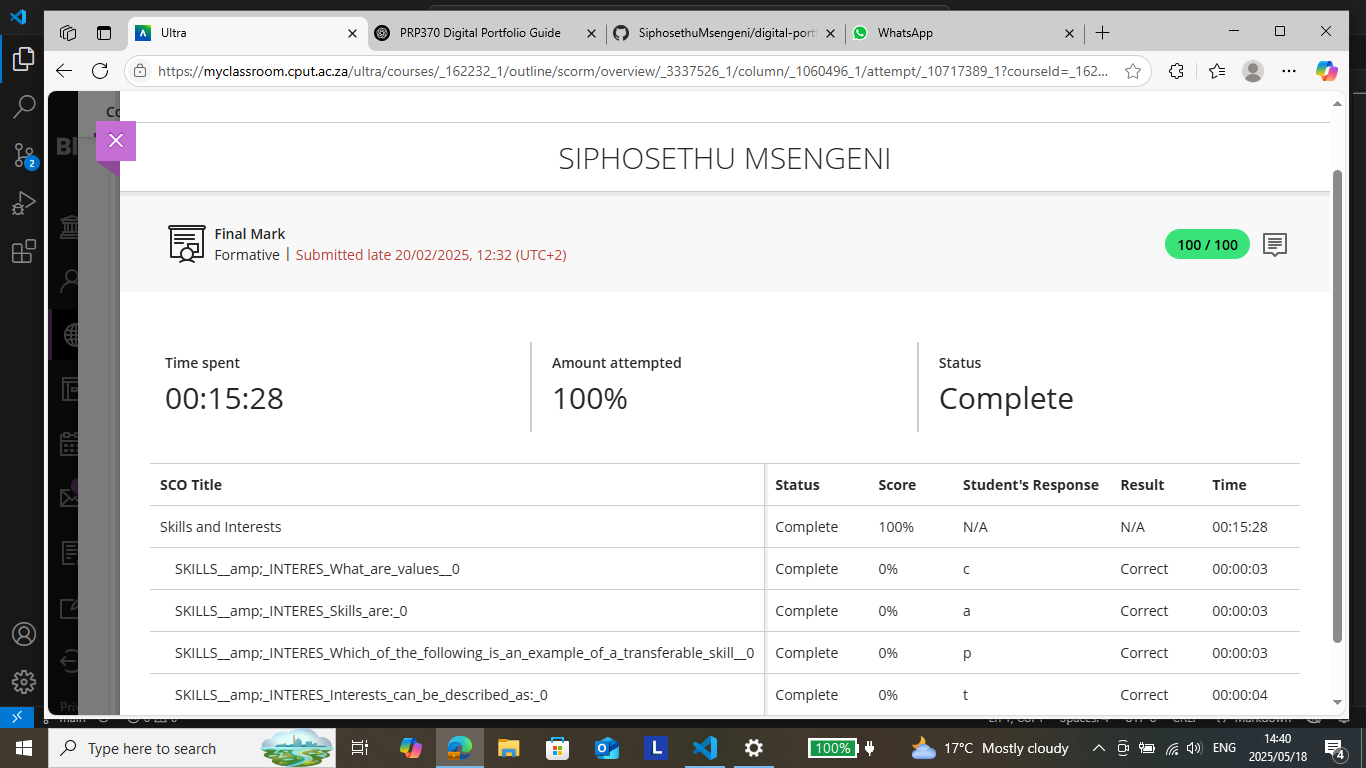 Ultra
PRP370 Digital Portfolio Guide
SiphosethuMsengeni/digital-port
WhatsApp
https://myclassroom.cput.ac.za/ultra/courses/_162232_1/outline/scorm/overview/_3337526_1/column/_1060496_1/attempt/_10717389_1?courseId=_162...
SIPHOSETHU MSENGENI
Final Mark
Formative | Submitted late 20/02/2025, 12:32 (UTC+2)
100 / 100
Time spent
00:15:28
Amount attempted
100%
Status
Complete
SCO Title Status Score Student's Response Result Time
Skills and Interests Complete 100% N/A N/A 00:15:28
SKILLS__amp;_INTERES_What_are_values__0 Complete 0% c Correct 00:00:03
SKILLS__amp;_INTERES_Skills_are:_0 Complete 0% a Correct 00:00:03
SKILLS__amp;_INTERES_Which_of_the_following_is_an_example_of_a_transferable_skill__0 Complete 0% p Correct 00:00:03
SKILLS__amp;_INTERES_Interests_can_be_described_as:_0 Complete 0% t Correct 00:00:04
2
Type here to search
L
100%
17°C Mostly cloudy
ENG
14:40
2025/05/18
4